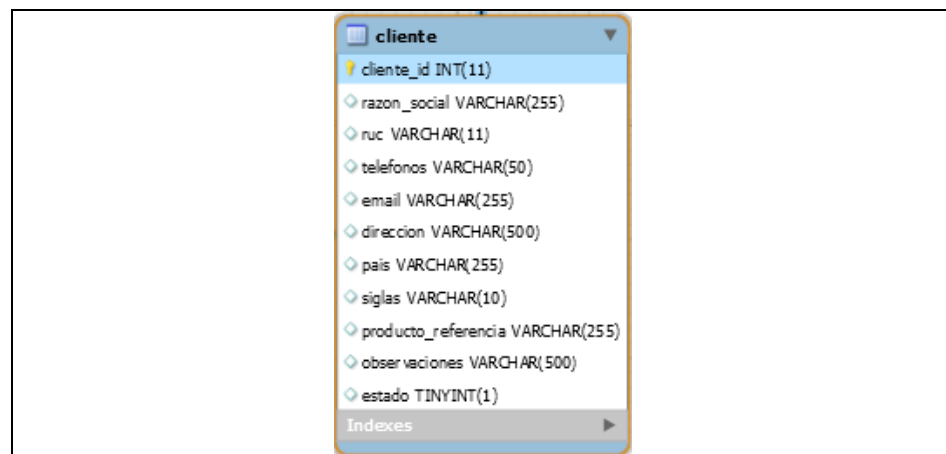 cliente
cliente_id INT(11)
razon_social VARCHAR(255)
ruc VARCHAR(11)
telefonos VARCHAR(50)
email VARCHAR(255)
direccion VARCHAR(500)
pais VARCHAR(255)
siglas VARCHAR(10)
producto_referencia VARCHAR(255)
observaciones VARCHAR(500)
estado TINYINT(1)
Indexes